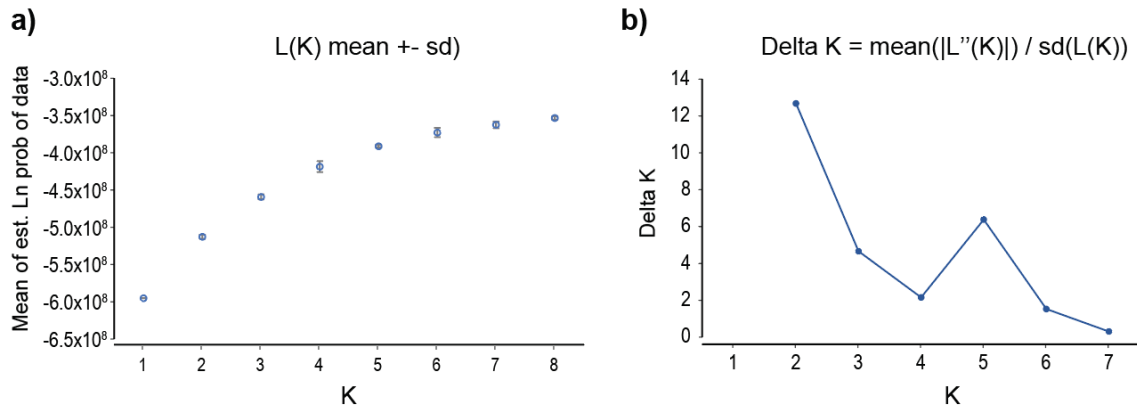 a)
L(K) mean +- sd)
Mean of est. Ln prob of data
-3.0x10⁸
-3.5x10⁸
-4.0x10⁸
-4.5x10⁸
-5.0x10⁸
-5.5x10⁸
-6.0x10⁸
-6.5x10⁸
1 2 3 4 5 6 7 8
K
b)
Delta K = mean(|L’’(K)|) / sd(L(K))
Delta K
14
12
10
8
6
4
2
0
1 2 3 4 5 6 7
K